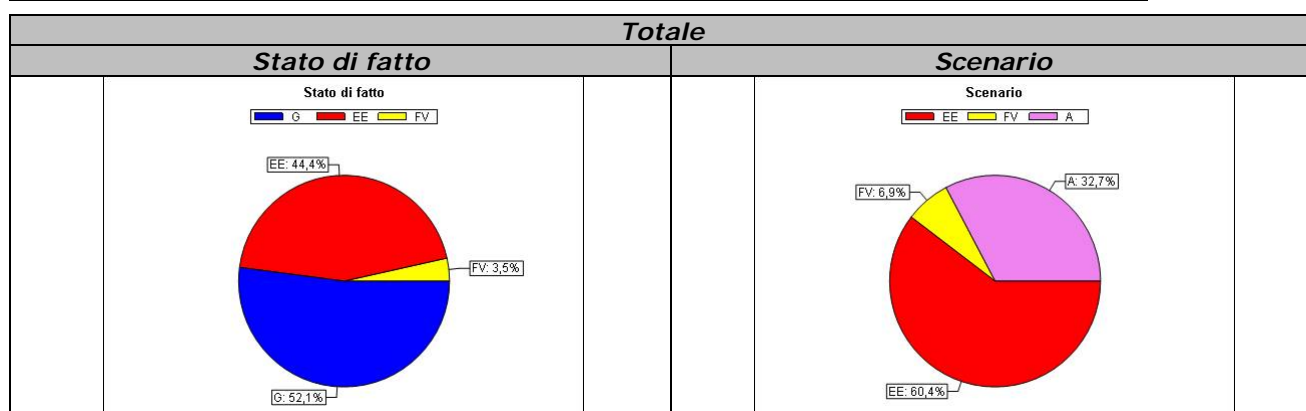 Totale
Stato di fatto
Scenario
Stato di fatto
G EE FV
EE: 44,4%
FV: 3,5%
G: 52,1%
Scenario
EE FV A
FV: 6,9%
A: 32,7%
EE: 60,4%